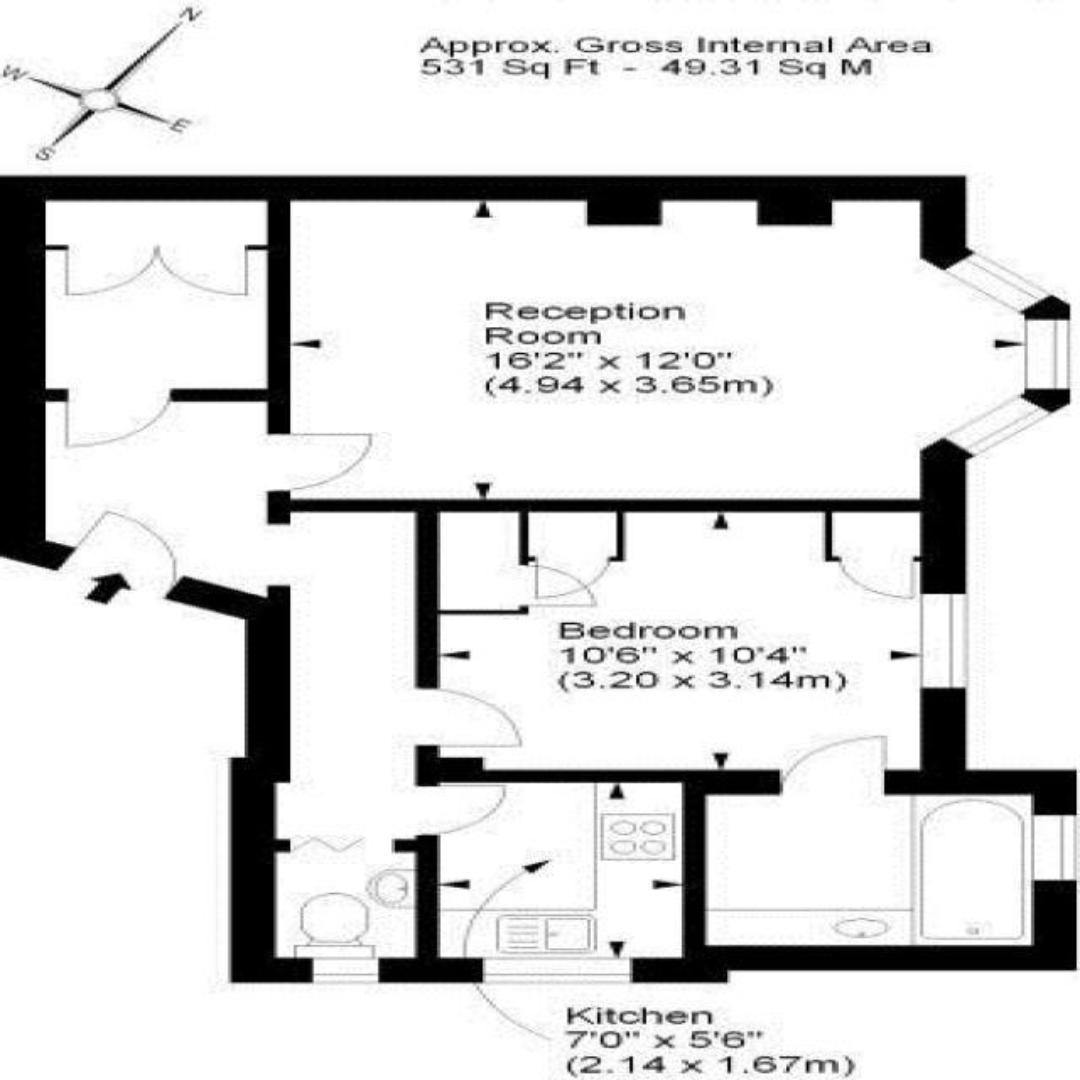 N
Approx. Gross Internal Area
W
531 Sq Ft - 49.31 Sq M
E
S
Reception
Room
16'2" x 12'0"
(4.94 x 3.65m)
Bedroom
10'6" x 10'4"
(3.20 x 3.14m)
Kitchen
7'0" x 5'6"
(2.14 x 1.67m)